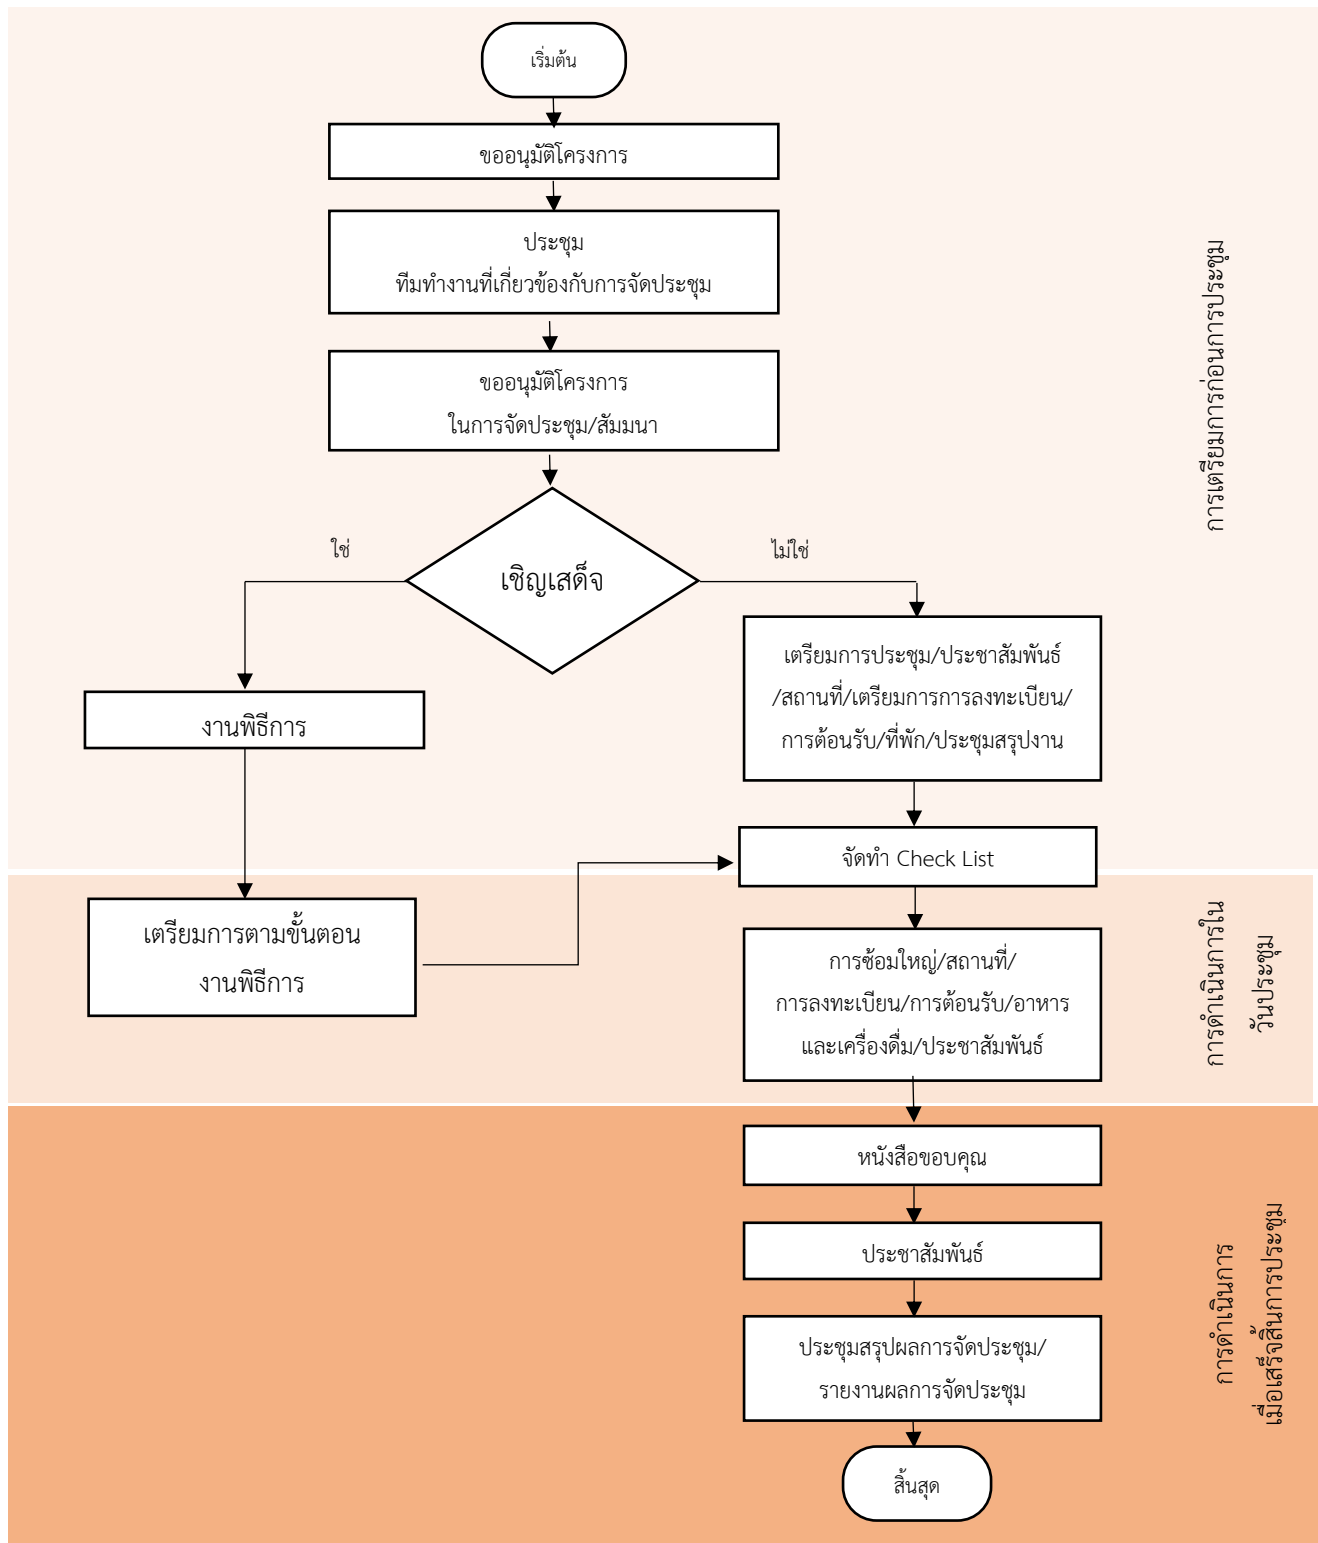 เริ่มต้น
ขออนุมัติโครงการ
ประชุม
ทีมทำงานที่เกี่ยวข้องกับการจัดประชุม
ขออนุมัติโครงการ
ในการจัดประชุม/สัมมนา
ใช่
เชิญเสด็จ
ไม่ใช่
เตรียมการประชุม/ประชาสัมพันธ์
/สถานที่/เตรียมการการลงทะเบียน/
การต้อนรับ/ที่พัก/ประชุมสรุปงาน
งานพิธีการ
จัดทำ Check List
เตรียมการตามขั้นตอน
งานพิธีการ
การซ้อมใหญ่/สถานที่/
การลงทะเบียน/การต้อนรับ/อาหาร
และเครื่องดื่ม/ประชาสัมพันธ์
หนังสือขอบคุณ
ประชาสัมพันธ์
ประชุมสรุปผลการจัดประชุม/
รายงานผลการจัดประชุม
สิ้นสุด
การเตรียมการก่อนการประชุม
การดำเนินการใน
วันประชุม
การดำเนินการ
เมื่อเสร็จสิ้นการประชุม